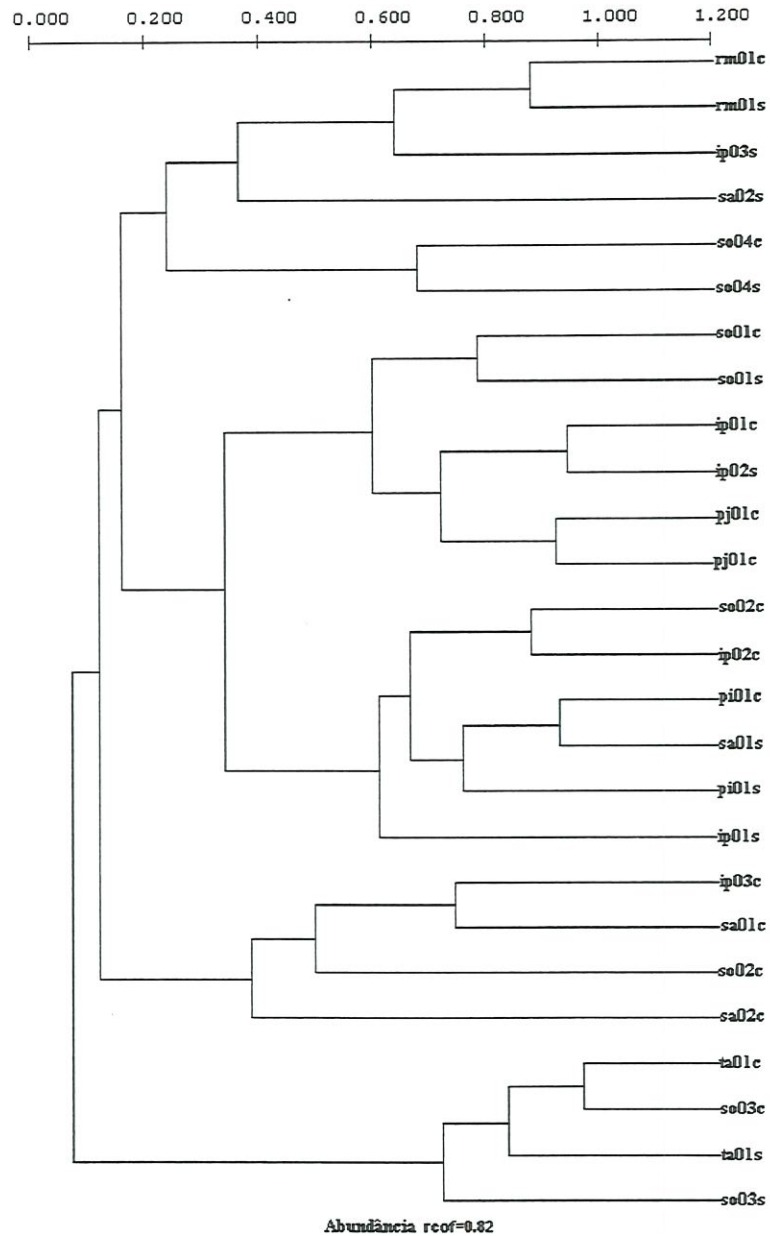 0.000 0.200 0.400 0.600 0.800 1.000 1.200
rm01c
rm01s
ip03s
sa02s
so04c
so04s
so01c
so01s
ip01c
ip02s
pj01c
pj01c
so02c
ip02c
pi01c
sa01s
pi01s
ip01s
ip03c
sa01c
so02c
sa02c
ta01c
so03c
ta01s
so03s
Abundância rcof=0.82